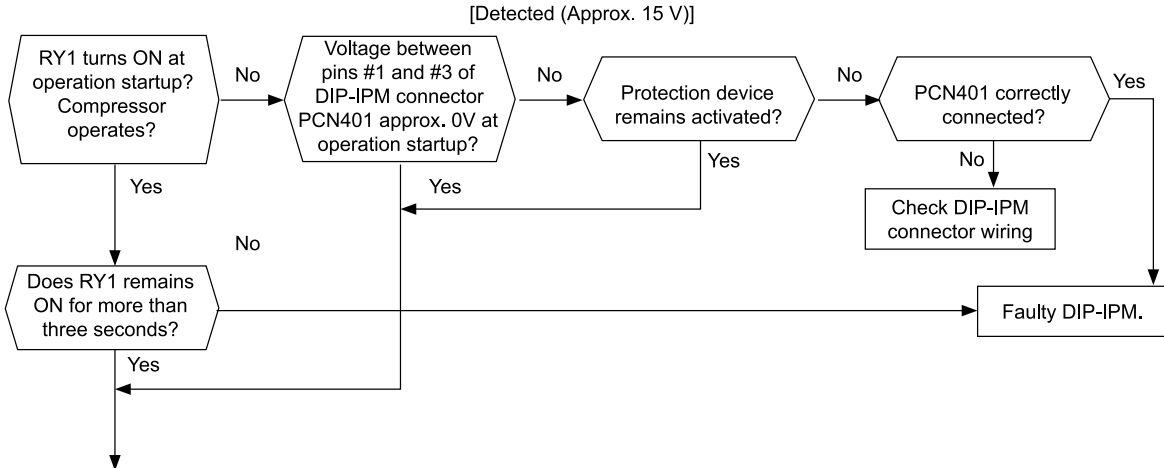 [Detected (Approx. 15 V)]
RY1 turns ON at
operation startup?
Compressor
operates?
No
Voltage between
pins #1 and #3 of
DIP-IPM connector
PCN401 approx. 0V at
operation startup?
No
Protection device
remains activated?
No
PCN401 correctly
connected?
Yes
Yes
Yes
Yes
No
Check DIP-IPM
connector wiring
No
Does RY1 remains
ON for more than
three seconds?
Faulty DIP-IPM.
Yes